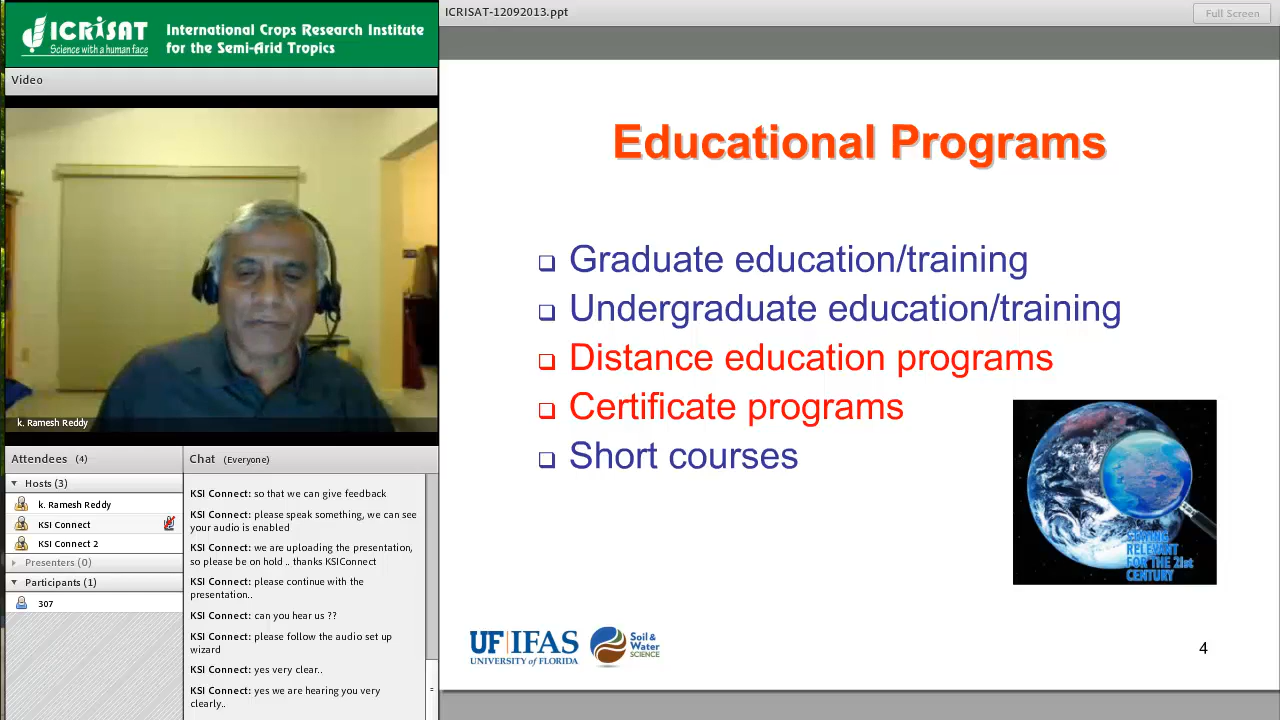 ICRISAT
Science with a human face
International Crops Research Institute
for the Semi-Arid Tropics
Video
k. Ramesh Reddy
Attendees (4)
Hosts (3)
k. Ramesh Reddy
KSI Connect
KSI Connect 2
Presenters (0)
Participants (1)
307
Chat (Everyone)
KSI Connect: so that we can give feedback
KSI Connect: please speak something, we can see
your audio is enabled
KSI Connect: we are uploading the presentation,
so please be on hold .. thanks KSIConnect
KSI Connect: please continue with the
presentation..
KSI Connect: can you hear us ??
KSI Connect: please follow the audio set up
wizard
KSI Connect: yes very clear..
KSI Connect: yes we are hearing you very
clearly..
ICRISAT-12092013.ppt
Full Screen
Educational Programs
Graduate education/training
Undergraduate education/training
Distance education programs
Certificate programs
Short courses
RELEVANT
FOR THE 21st
CENTURY
UF IFAS
UNIVERSITY of FLORIDA
Soil &
Water
SCIENCE
4